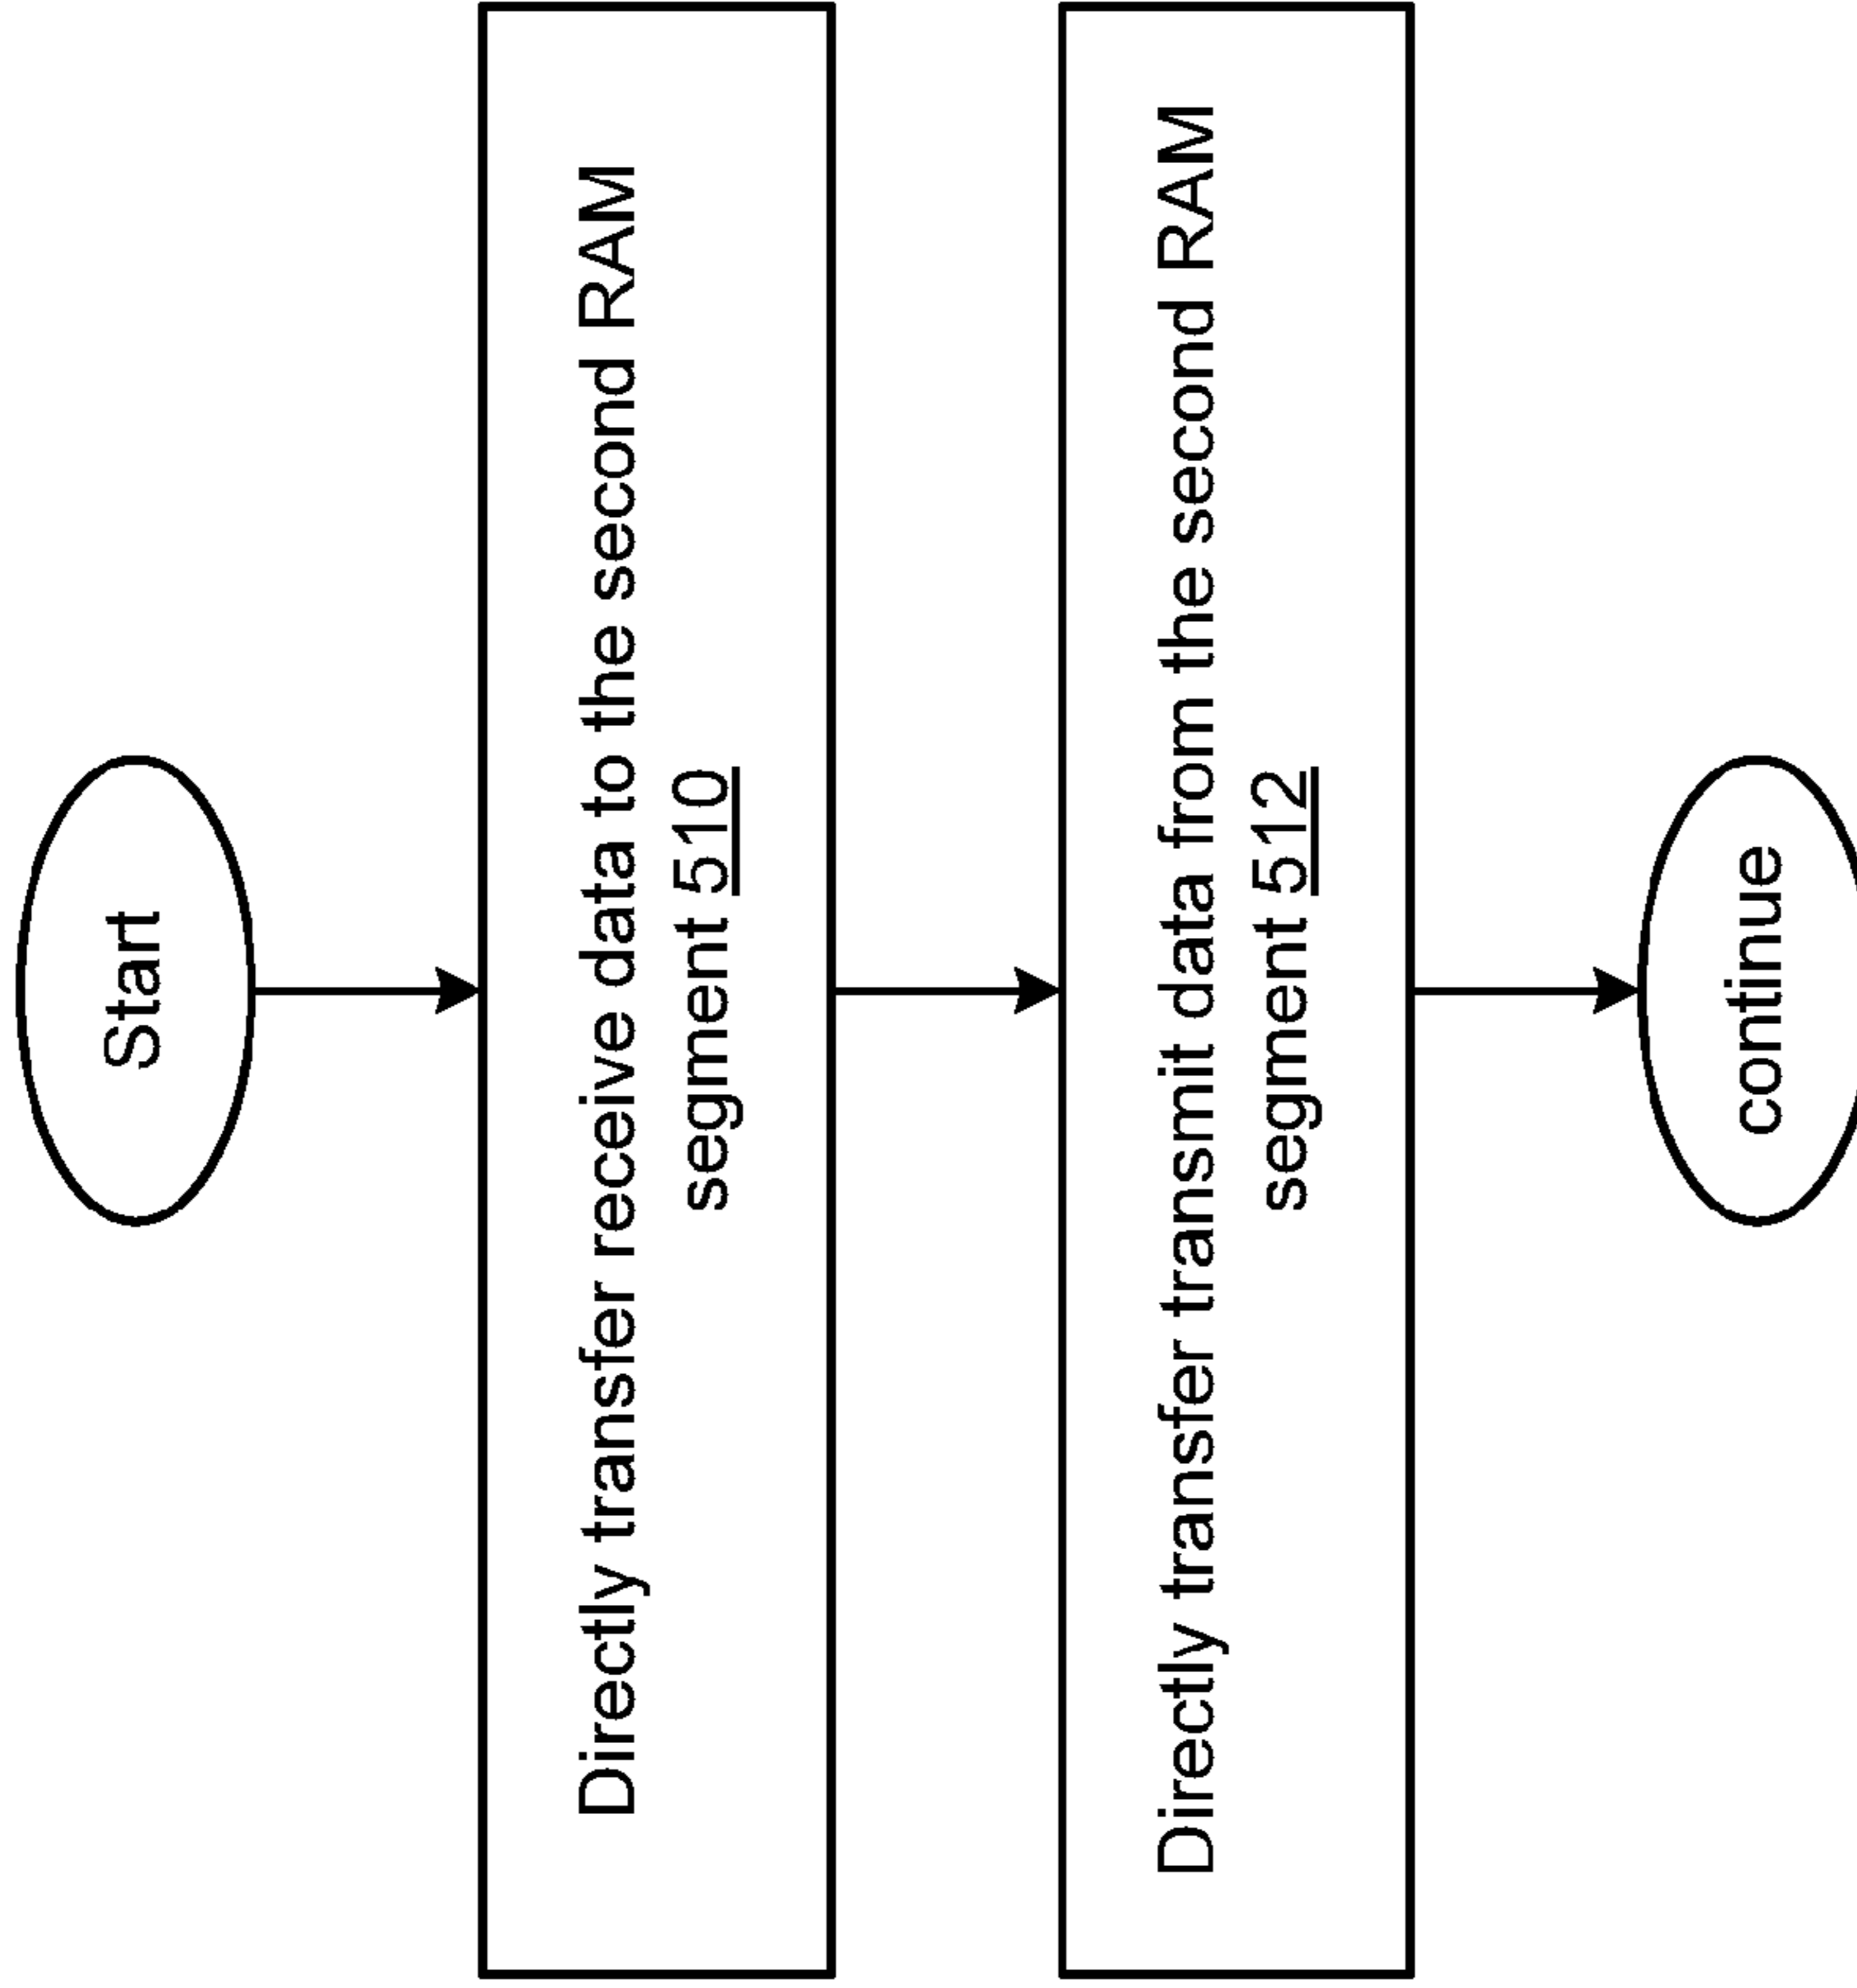 Start
Directly transfer receive data to the second RAM
segment 510
Directly transfer transmit data from the second RAM
segment 512
continue